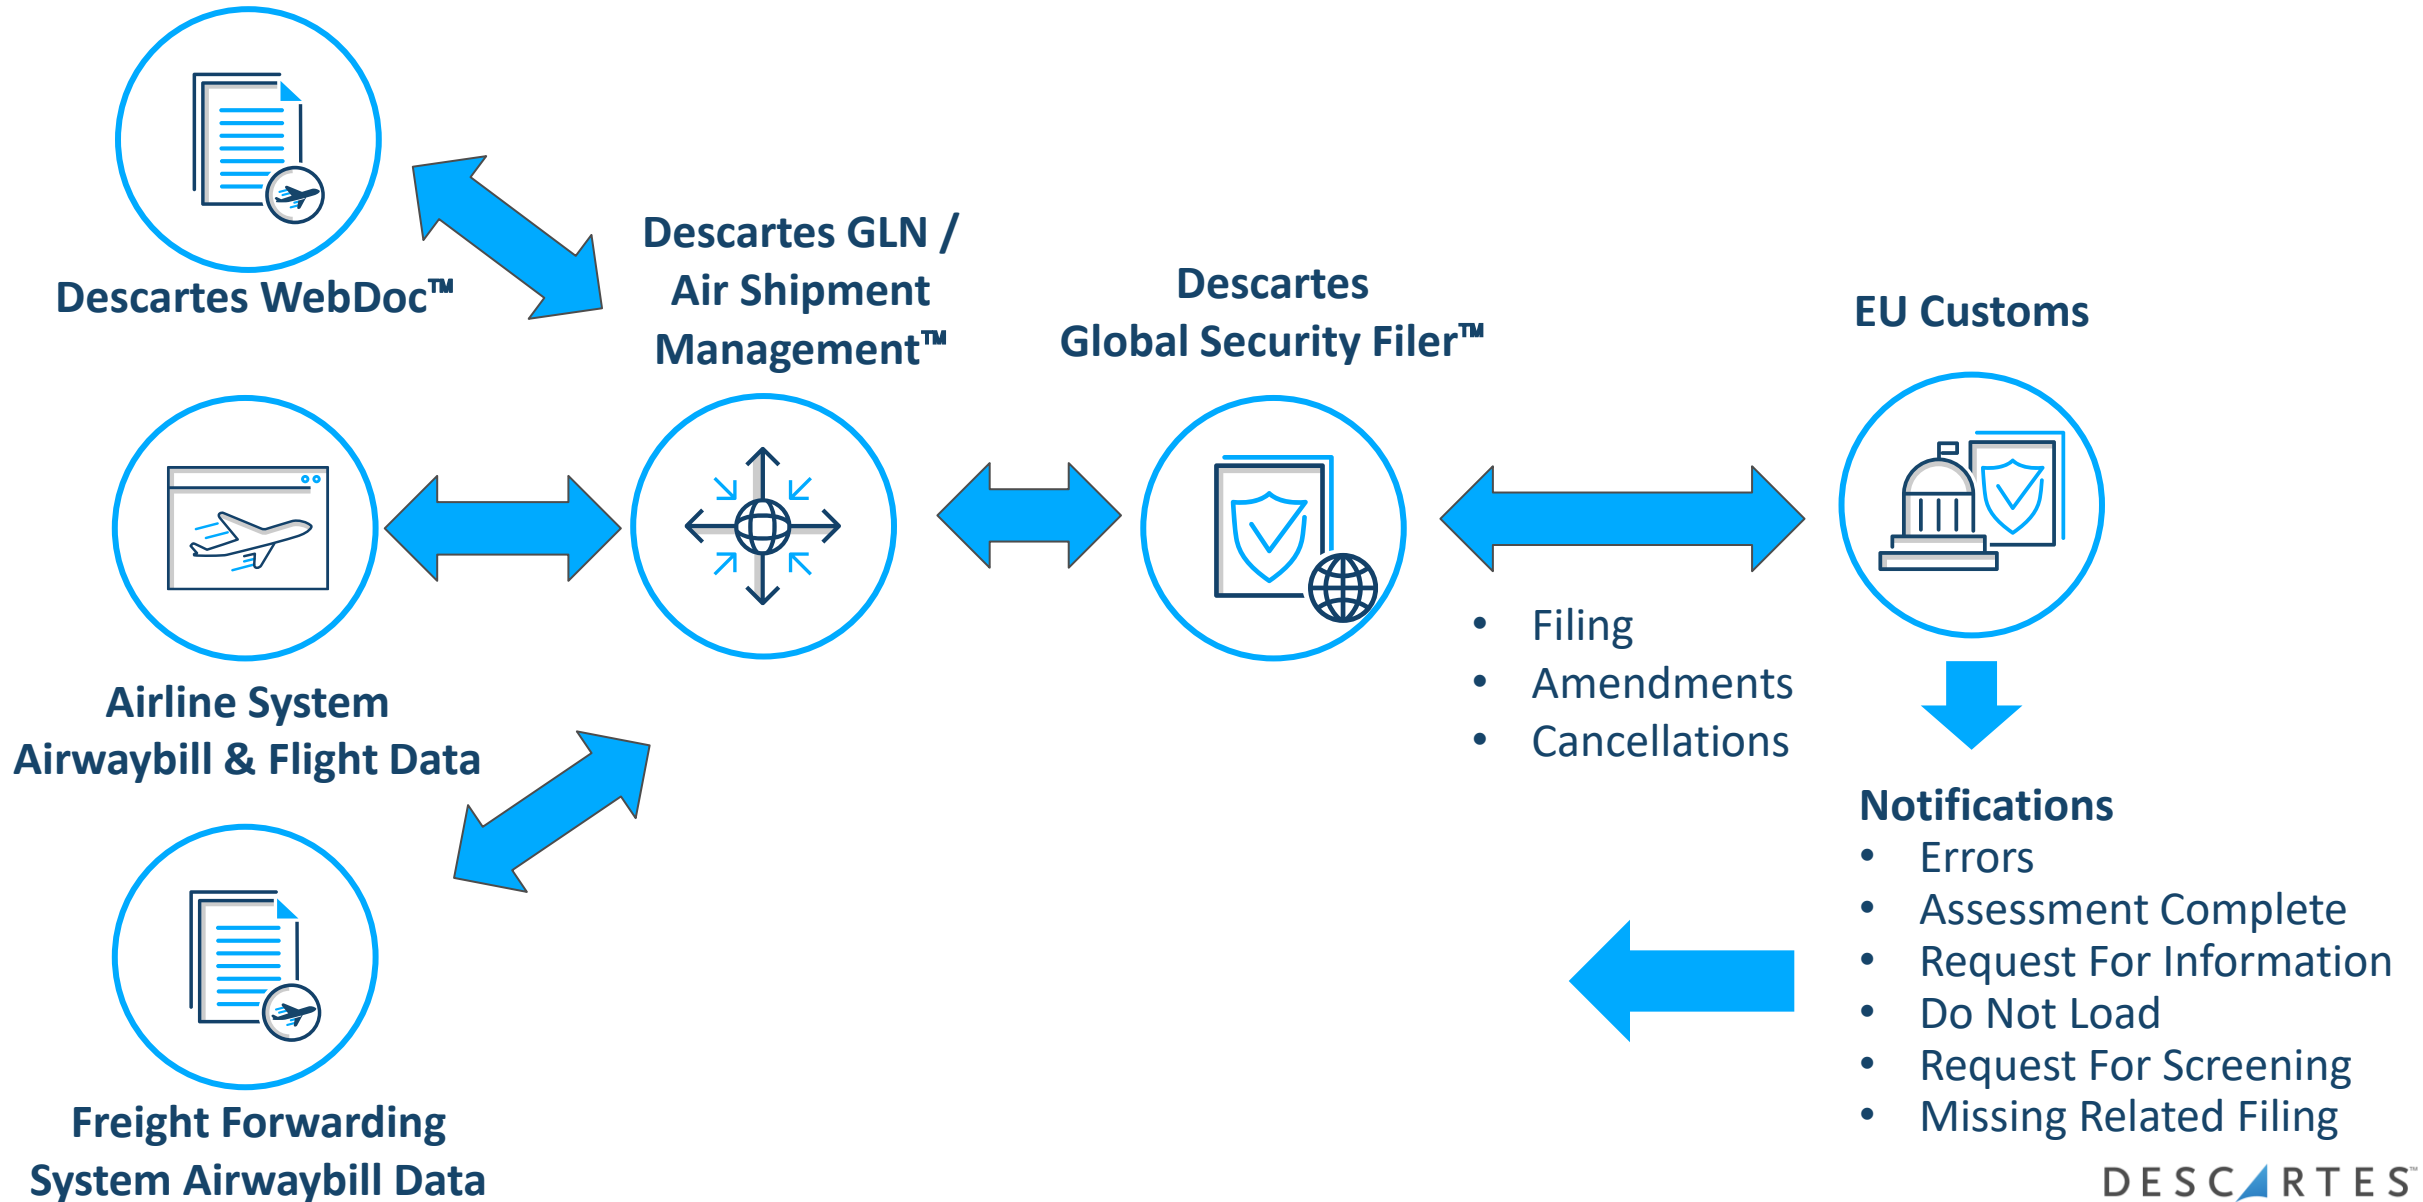 Descartes WebDoc™
Descartes GLN /
Air Shipment
Management™
Descartes
Global Security Filer™
EU Customs
Airline System
Airwaybill & Flight Data
• Filing
• Amendments
• Cancellations
Freight Forwarding
System Airwaybill Data
Notifications
• Errors
• Assessment Complete
• Request For Information
• Do Not Load
• Request For Screening
• Missing Related Filing
DESCARTES™